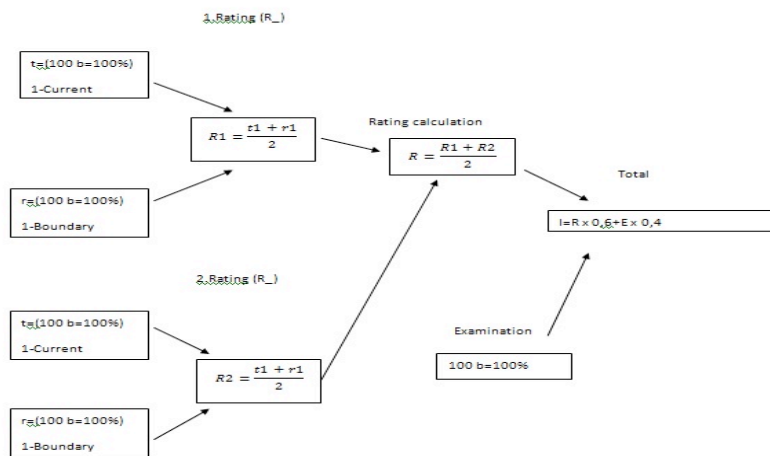 1.Rating (R_)
t=(100 b=100%)
1-Current
R1 = (t1 + r1)/2
r=(100 b=100%)
1-Boundary
Rating calculation
R = (R1 + R2)/2
Total
I=R x 0,6+E x 0,4
2.Rating (R_)
t=(100 b=100%)
1-Current
R2 = (t1 + r1)/2
r=(100 b=100%)
1-Boundary
Examination
100 b=100%